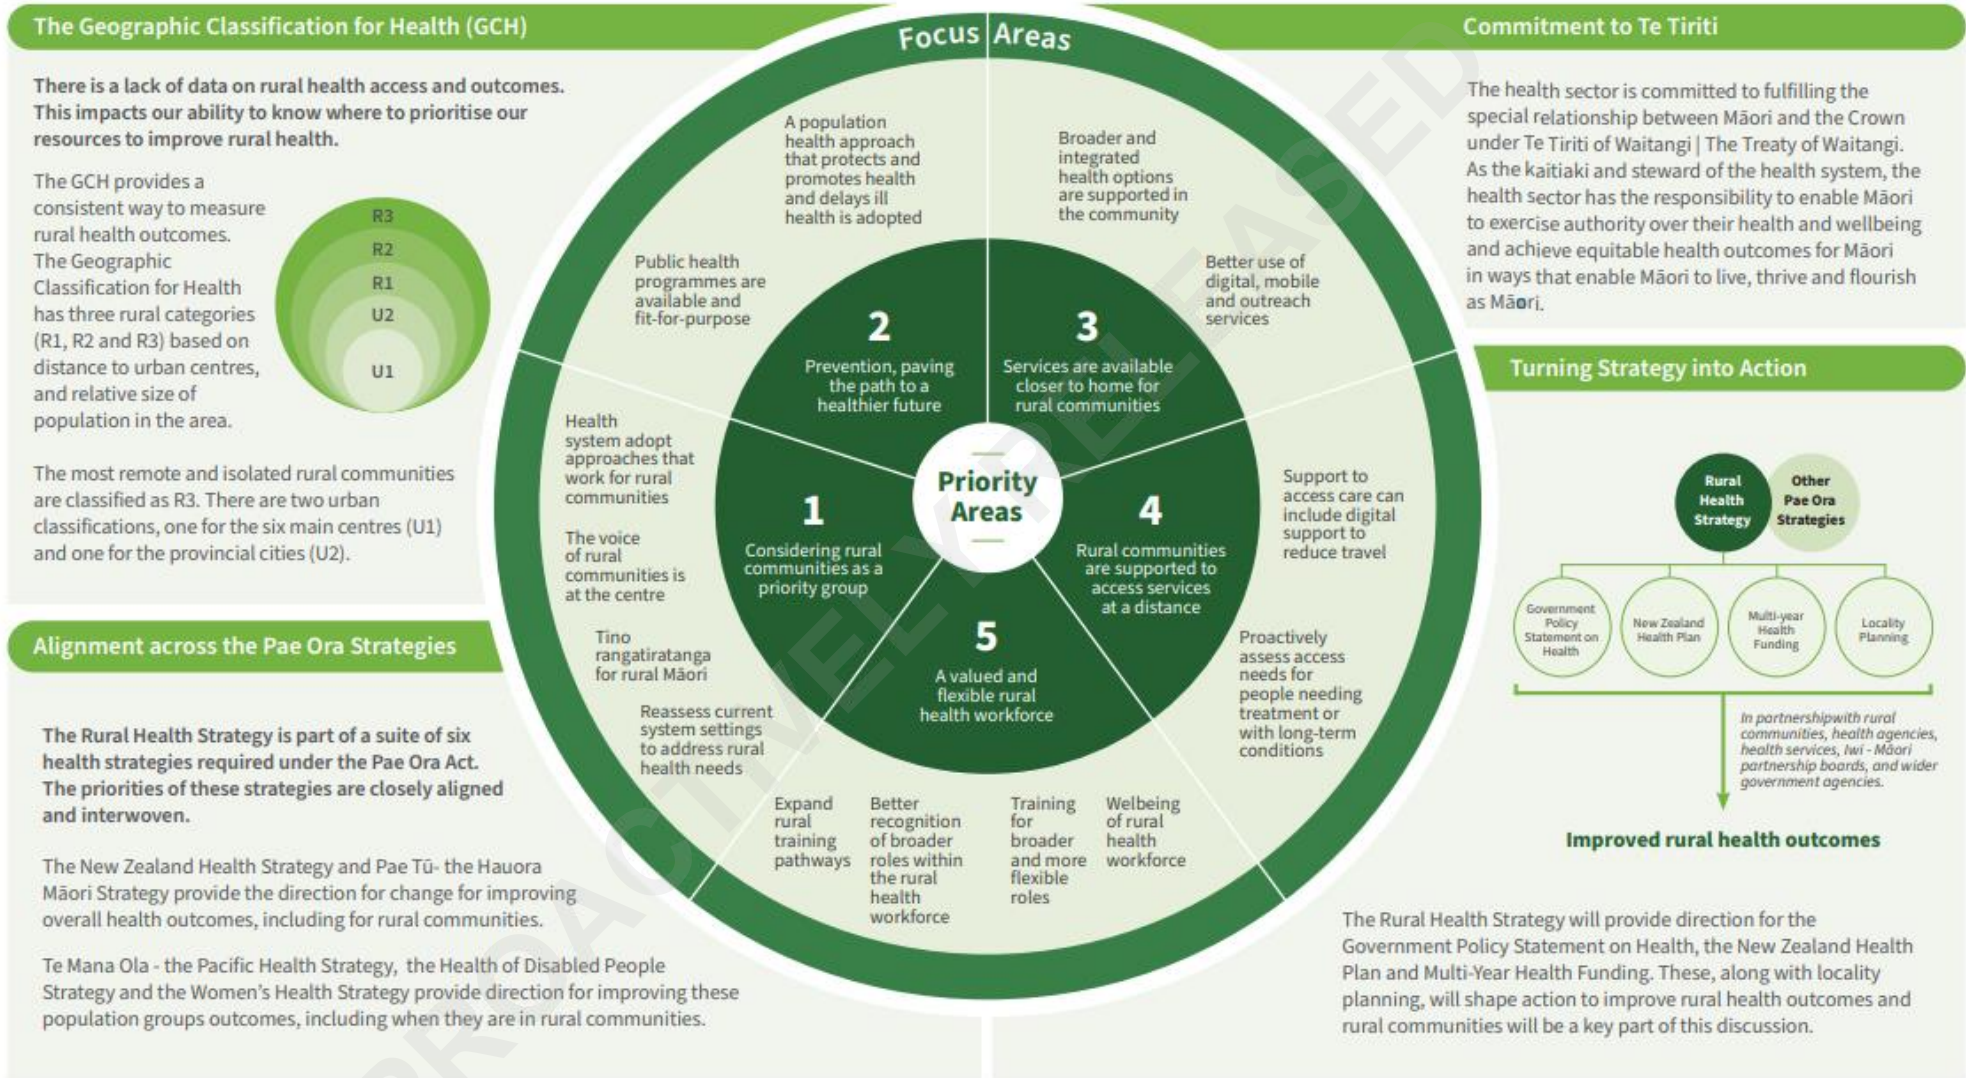 The Geographic Classification for Health (GCH)
There is a lack of data on rural health access and outcomes.
This impacts our ability to know where to prioritise our
resources to improve rural health.
The GCH provides a
consistent way to measure
rural health outcomes.
The Geographic
Classification for Health
has three rural categories
(R1, R2 and R3) based on
distance to urban centres,
and relative size of
population in the area.
R3
R2
R1
U2
U1
The most remote and isolated rural communities
are classified as R3. There are two urban
classifications, one for the six main centres (U1)
and one for the provincial cities (U2).
Alignment across the Pae Ora Strategies
The Rural Health Strategy is part of a suite of six
health strategies required under the Pae Ora Act.
The priorities of these strategies are closely aligned
and interwoven.
The New Zealand Health Strategy and Pae Tū- the Hauora
Māori Strategy provide the direction for change for improving
overall health outcomes, including for rural communities.
Te Mana Ola - the Pacific Health Strategy, the Health of Disabled People
Strategy and the Women's Health Strategy provide direction for improving these
population groups outcomes, including when they are in rural communities.
Focus Areas
Priority
Areas
1
Considering rural
communities as a
priority group
Health
system adopt
approaches that
work for rural
communities
The voice
of rural
communities is
at the centre
Tino
rangatiratanga
for rural Māori
Reassess current
system settings
to address rural
health needs
2
Prevention, paving
the path to a
healthier future
Public health
programmes are
available and
fit-for-purpose
A population
health approach
that protects and
promotes health
and delays ill
health is adopted
3
Services are available
closer to home for
rural communities
Broader and
integrated
health options
are supported in
the community
Better use of
digital, mobile
and outreach
services
4
Rural communities
are supported to
access services
at a distance
Support to
access care can
include digital
support to
reduce travel
Proactively
assess access
needs for
people needing
treatment or
with long-term
conditions
5
A valued and
flexible rural
health workforce
Expand
rural
training
pathways
Better
recognition
of broader
roles within
the rural
health
workforce
Training
for
broader
and more
flexible
roles
Welbeing
of rural
health
workforce
Commitment to Te Tiriti
The health sector is committed to fulfilling the
special relationship between Māori and the Crown
under Te Tiriti of Waitangi | The Treaty of Waitangi.
As the kaitiaki and steward of the health system, the
health sector has the responsibility to enable Māori
to exercise authority over their health and wellbeing
and achieve equitable health outcomes for Māori
in ways that enable Māori to live, thrive and flourish
as Māori.
Turning Strategy into Action
Rural
Health
Strategy
Other
Pae Ora
Strategies
Government
Policy
Statement on
Health
New Zealand
Health Plan
Multi-year
Health
Funding
Locality
Planning
In partnershipwith rural
communities, health agencies,
health services, Iwi - Māori
partnership boards, and wider
government agencies.
Improved rural health outcomes
The Rural Health Strategy will provide direction for the
Government Policy Statement on Health, the New Zealand Health
Plan and Multi-Year Health Funding. These, along with locality
planning, will shape action to improve rural health outcomes and
rural communities will be a key part of this discussion.
PROACTIVELY RELEASED